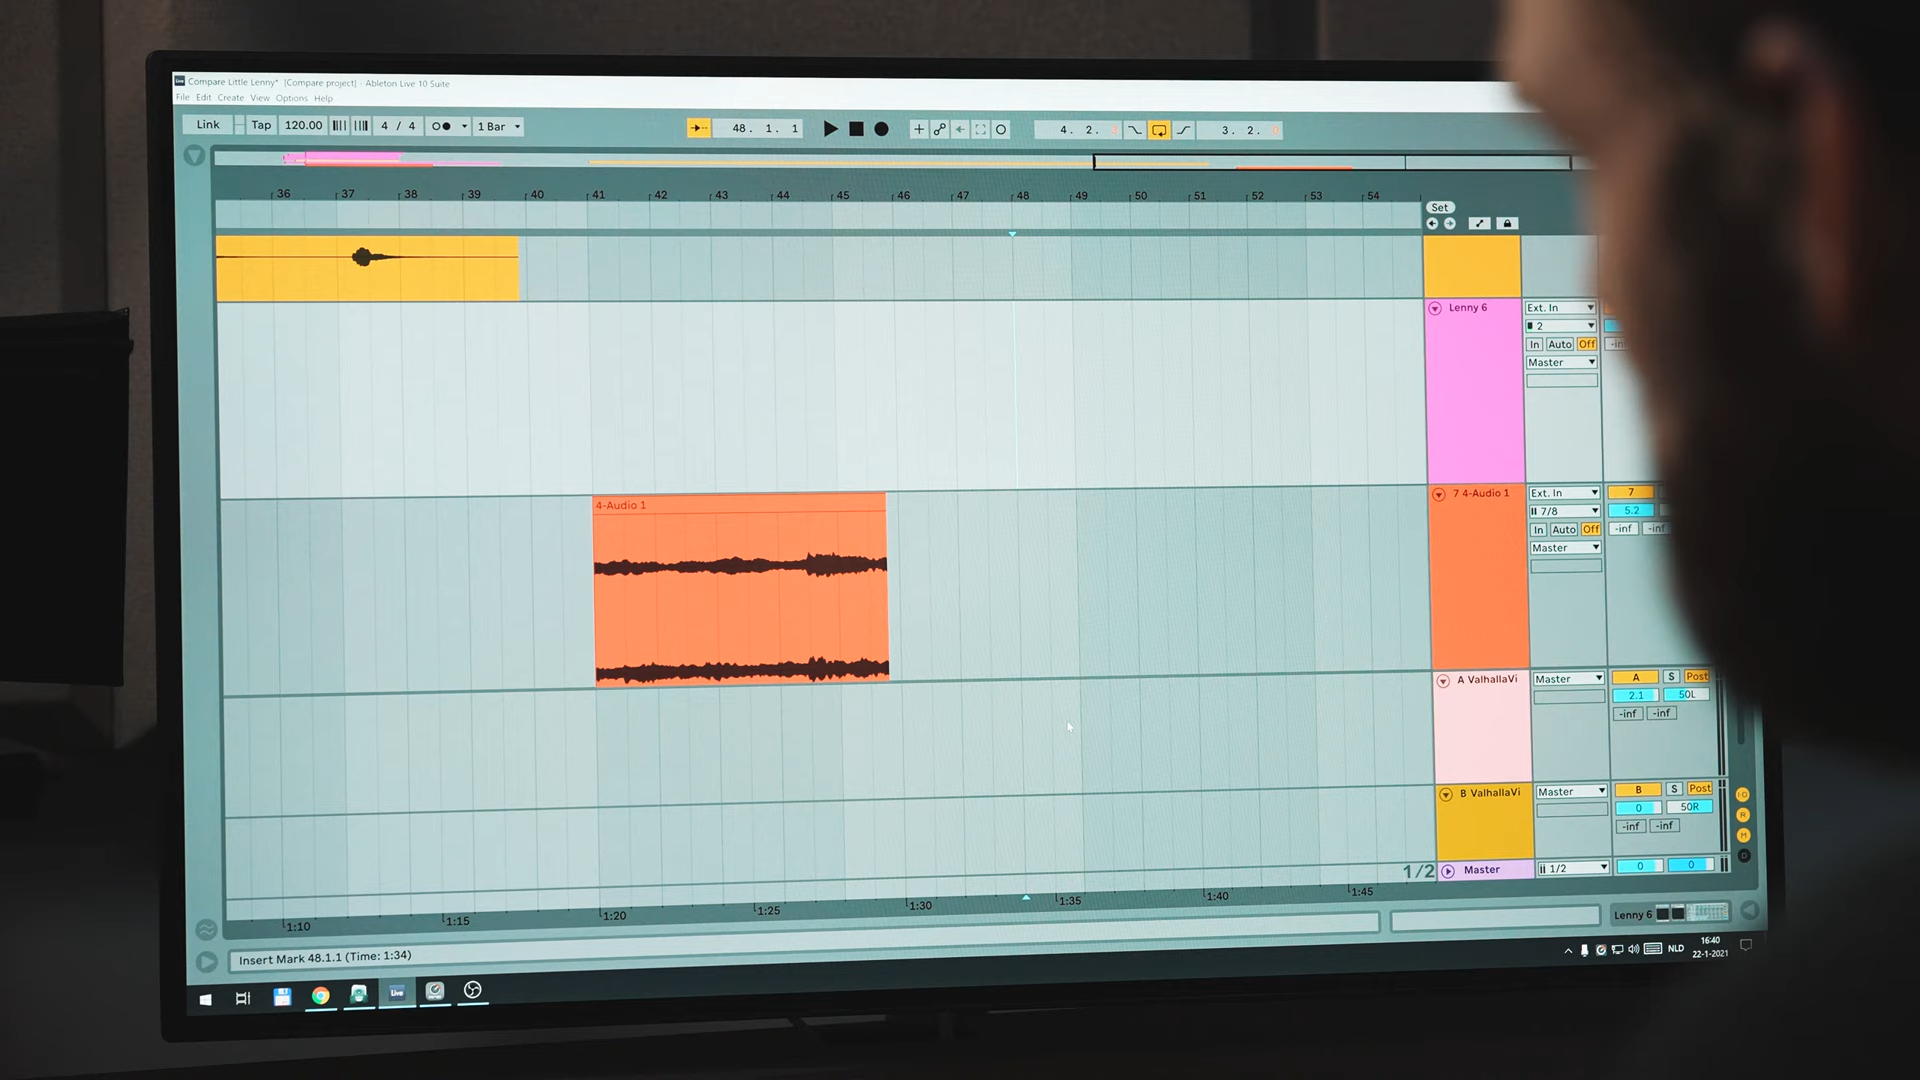 Compare Little Lenny* [Compare project] - Ableton Live 10 Suite
File Edit Create View Options Help
Link Tap 120.00 4 / 4 1 Bar 48. 1. 1 4. 2. 3. 2.
36 37 38 39 40 41 42 43 44 45 46 47 48 49 50 51 52 53 54
Set
Lenny 6 Ext. In
2
In Auto Off
Master
4-Audio 1
7 4-Audio 1 Ext. In 7
7/8 5.2
In Auto Off -inf -inf
Master
A ValhallaVi Master A S Post
2.1 50L
-inf -inf
B ValhallaVi Master B S Post
0 50R
-inf -inf
1/2 Master 1/2 0 0
1:10 1:15 1:20 1:25 1:30 1:35 1:40 1:45
Lenny 6
Insert Mark 48.1.1 (Time: 1:34)
Live
NLD 16:40
22-1-2021